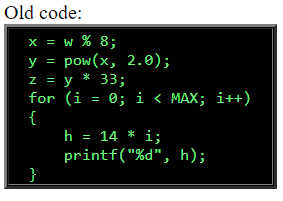 Old code:
x = w % 8;
y = pow(x, 2.0);
z = y * 33;
for (i = 0; i < MAX; i++)
{
h = 14 * i;
printf("%d", h);
}